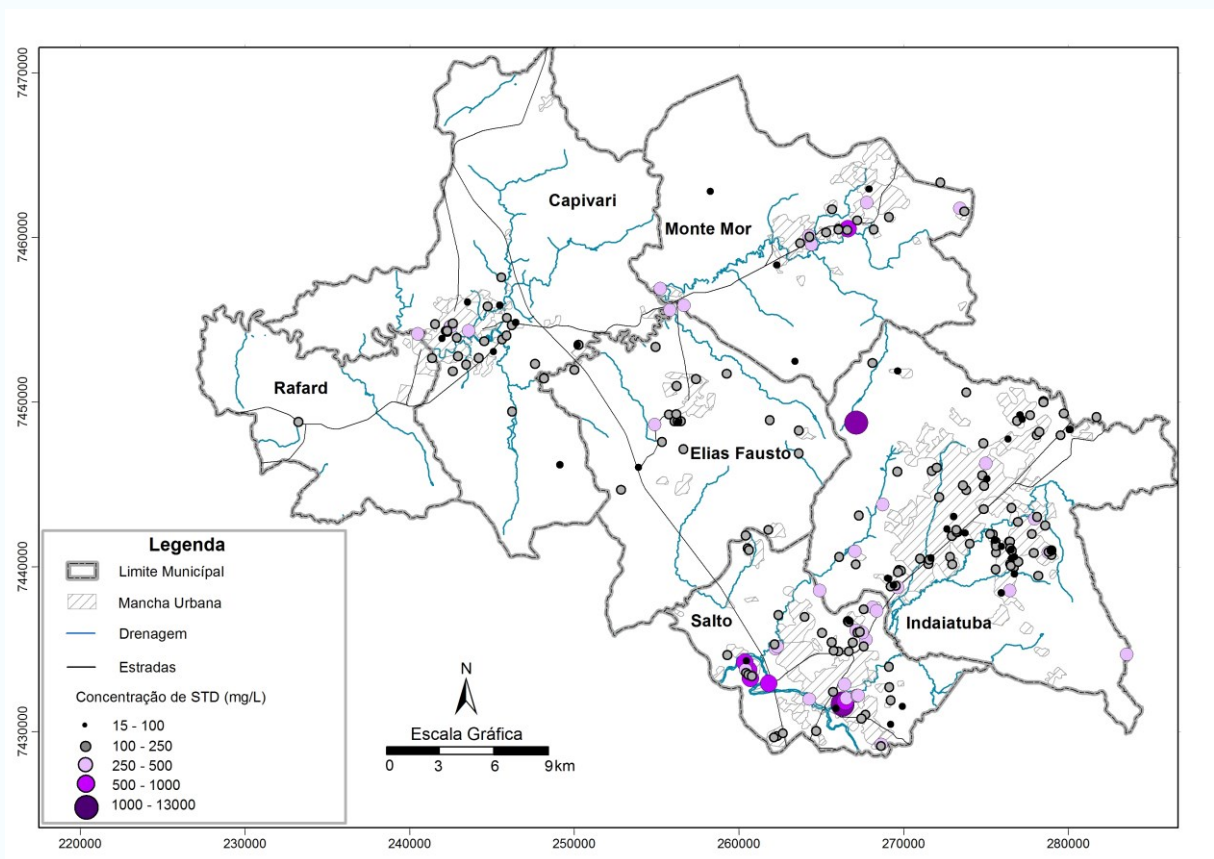 7470000
7460000
7450000
7440000
7430000
Capivari
Monte Mor
Rafard
Elias Fausto
Salto
Indaiatuba
Legenda
Limite Municípal
Mancha Urbana
Drenagem
Estradas
Concentração de STD (mg/L)
15 - 100
100 - 250
250 - 500
500 - 1000
1000 - 13000
N
Escala Gráfica
0 3 6 9km
220000 230000 240000 250000 260000 270000 280000